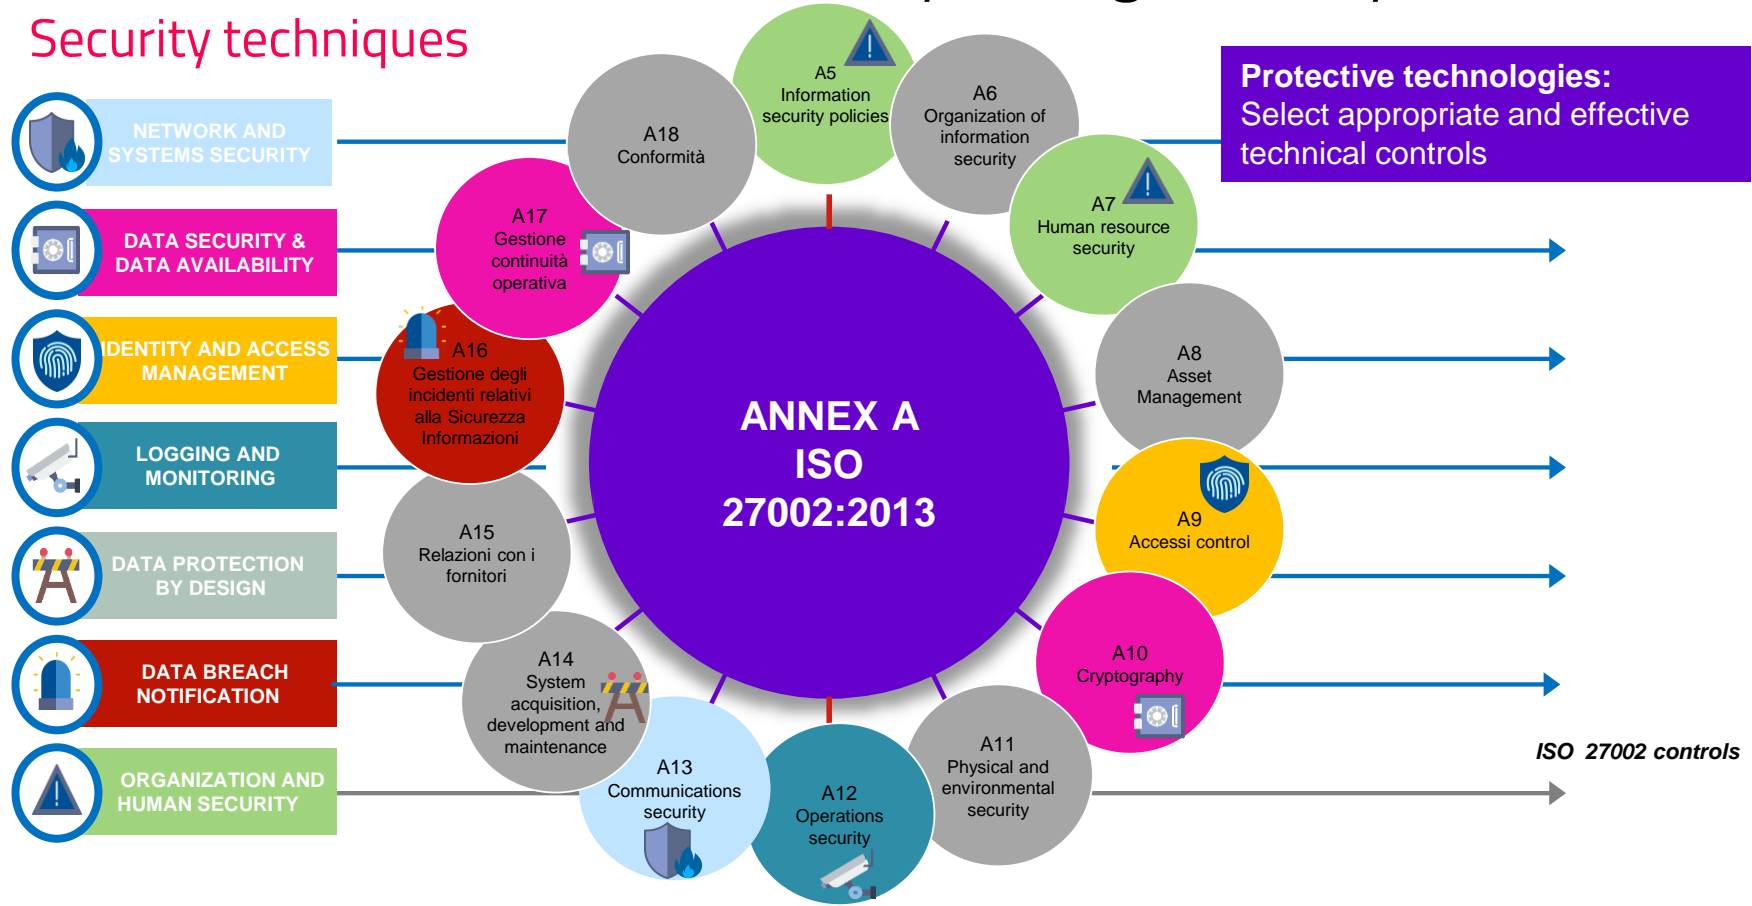 Security techniques
NETWORK AND
SYSTEMS SECURITY
DATA SECURITY &
DATA AVAILABILITY
IDENTITY AND ACCESS
MANAGEMENT
LOGGING AND
MONITORING
DATA PROTECTION
BY DESIGN
DATA BREACH
NOTIFICATION
ORGANIZATION AND
HUMAN SECURITY
A5
Information
security policies
A6
Organization of
information
security
A7
Human resource
security
A8
Asset
Management
A9
Accessi control
A10
Cryptography
A11
Physical and
environmental
security
A12
Operations
security
A13
Communications
security
A14
System
acquisition,
development and
maintenance
A15
Relazioni con i
fornitori
A16
Gestione degli
incidenti relativi
alla Sicurezza
Informazioni
A17
Gestione
continuità
operativa
A18
Conformità
ANNEX A
ISO
27002:2013
Protective technologies:
Select appropriate and effective
technical controls
ISO 27002 controls